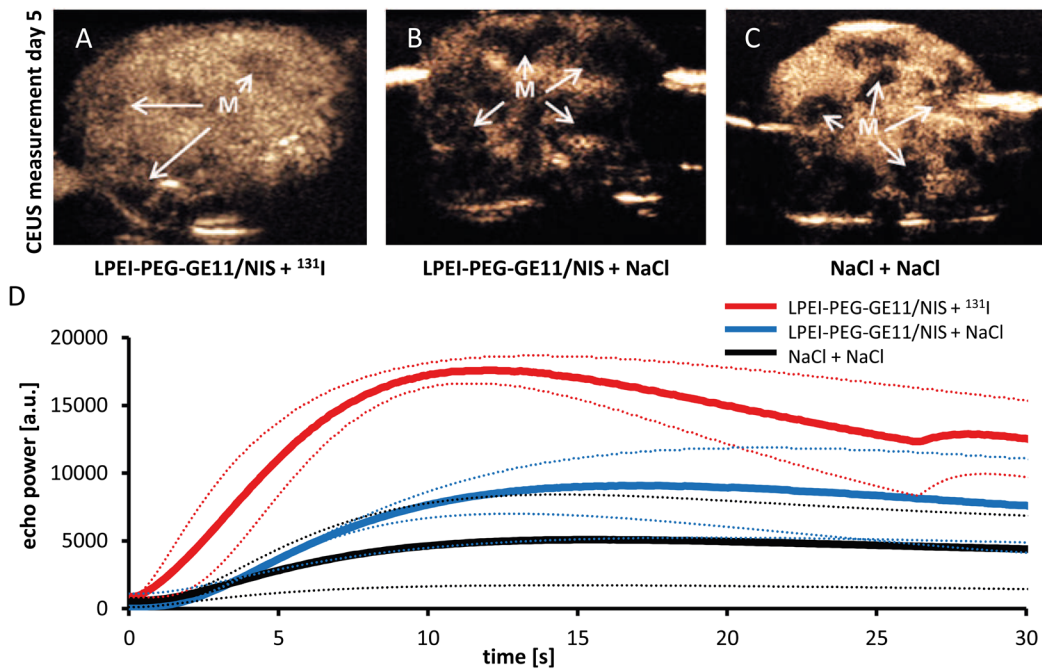 CEUS measurement day 5
A
M
B
M
C
M
LPEI-PEG-GE11/NIS + ¹³¹I
LPEI-PEG-GE11/NIS + NaCl
NaCl + NaCl
D
LPEI-PEG-GE11/NIS + ¹³¹I
LPEI-PEG-GE11/NIS + NaCl
NaCl + NaCl
echo power [a.u.]
20000
15000
10000
5000
0
0 5 10 15 20 25 30
time [s]